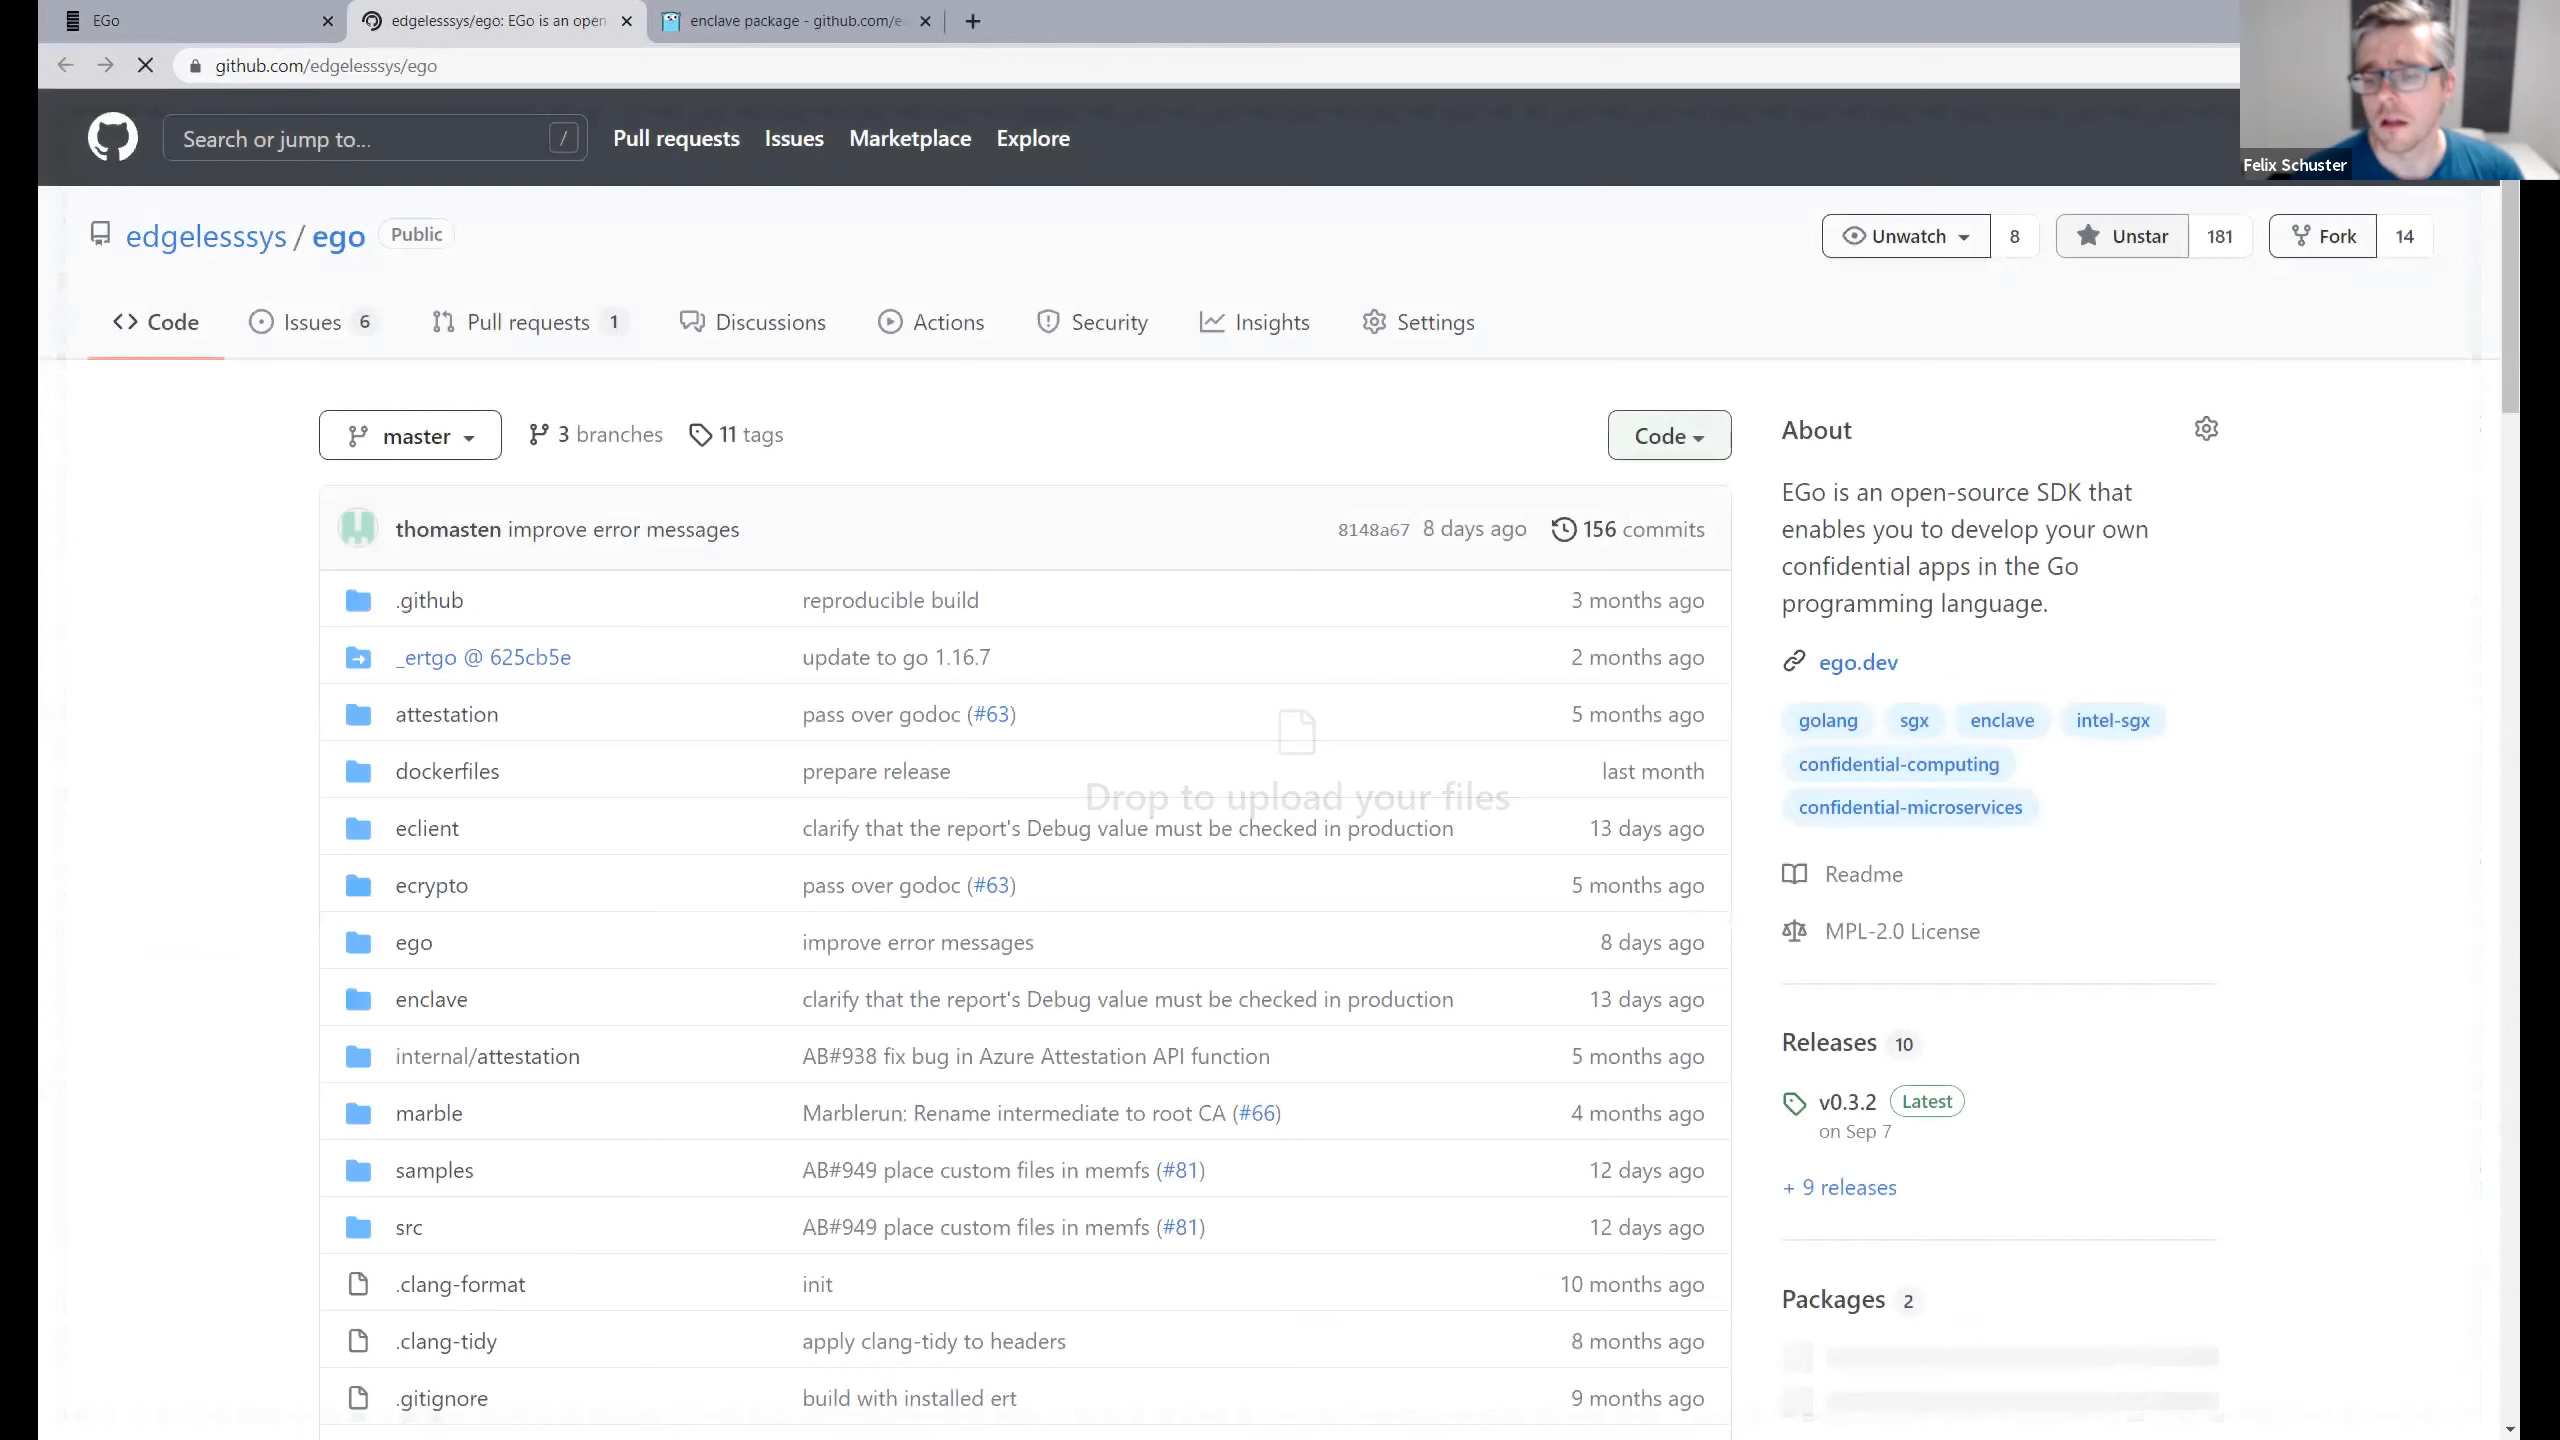 EGo
edgelesssys/ego: EGo is an open
enclave package - github.com/e
github.com/edgelesssys/ego
Search or jump to...
/
Pull requests
Issues
Marketplace
Explore
Felix Schuster
edgelesssys / ego
Public
Unwatch
8
Unstar
181
Fork
14
Code
Issues 6
Pull requests 1
Discussions
Actions
Security
Insights
Settings
master
3 branches
11 tags
Code
About
EGo is an open-source SDK that
enables you to develop your own
confidential apps in the Go
programming language.
ego.dev
golang sgx enclave intel-sgx
confidential-computing
confidential-microservices
Readme
MPL-2.0 License
Releases 10
v0.3.2 Latest
on Sep 7
+ 9 releases
Packages 2
thomasten improve error messages 8148a67 8 days ago 156 commits
.github reproducible build 3 months ago
_ertgo @ 625cb5e update to go 1.16.7 2 months ago
attestation pass over godoc (#63) 5 months ago
dockerfiles prepare release last month
Drop to upload your files
eclient clarify that the report's Debug value must be checked in production 13 days ago
ecrypto pass over godoc (#63) 5 months ago
ego improve error messages 8 days ago
enclave clarify that the report's Debug value must be checked in production 13 days ago
internal/attestation AB#938 fix bug in Azure Attestation API function 5 months ago
marble Marblerun: Rename intermediate to root CA (#66) 4 months ago
samples AB#949 place custom files in memfs (#81) 12 days ago
src AB#949 place custom files in memfs (#81) 12 days ago
.clang-format init 10 months ago
.clang-tidy apply clang-tidy to headers 8 months ago
.gitignore build with installed ert 9 months ago